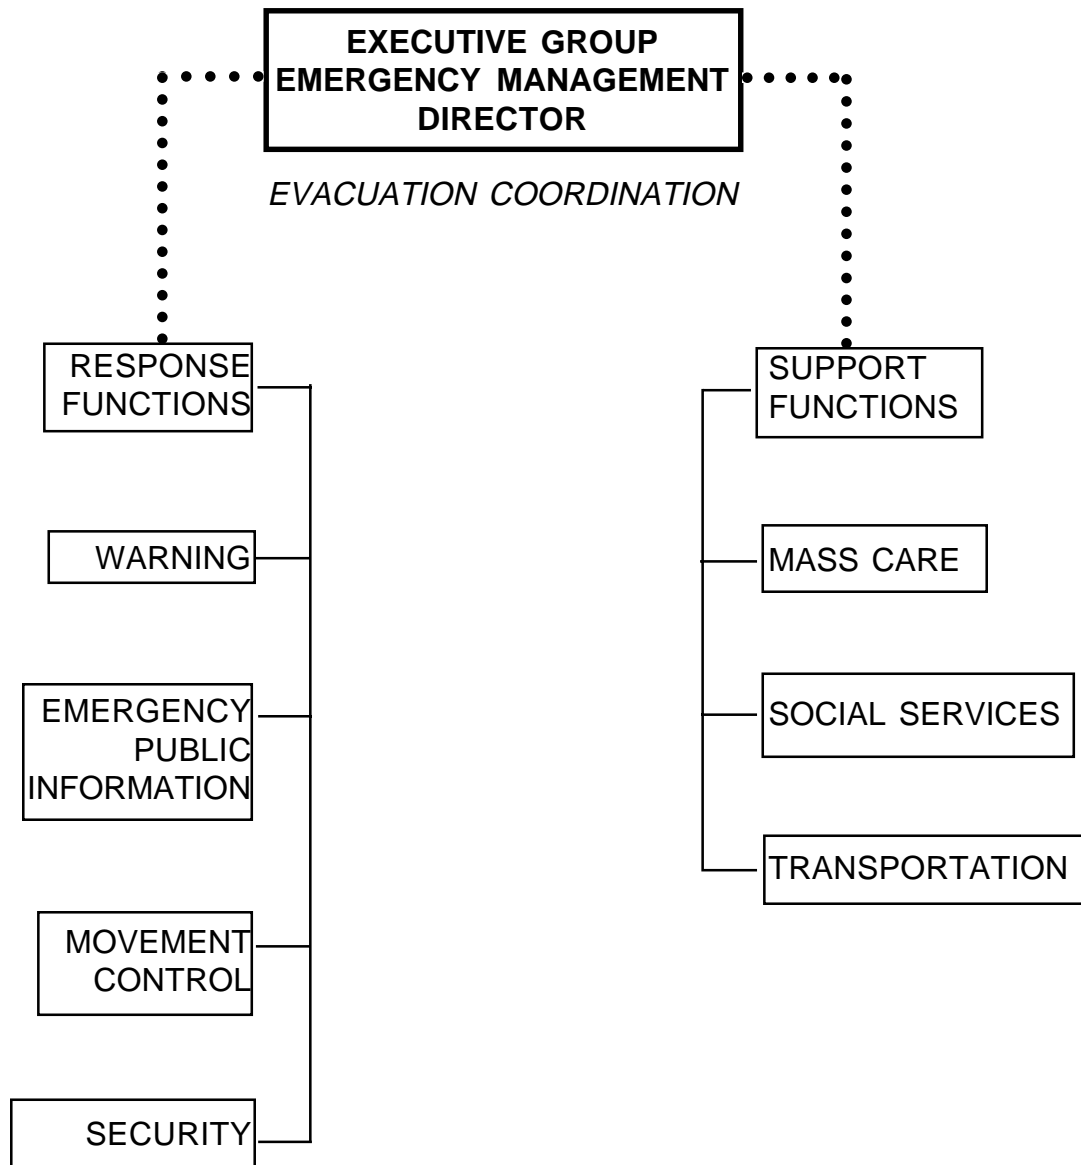 EXECUTIVE GROUP
EMERGENCY MANAGEMENT
DIRECTOR
EVACUATION COORDINATION
RESPONSE
FUNCTIONS
WARNING
EMERGENCY
PUBLIC
INFORMATION
MOVEMENT
CONTROL
SECURITY
SUPPORT
FUNCTIONS
MASS CARE
SOCIAL SERVICES
TRANSPORTATION